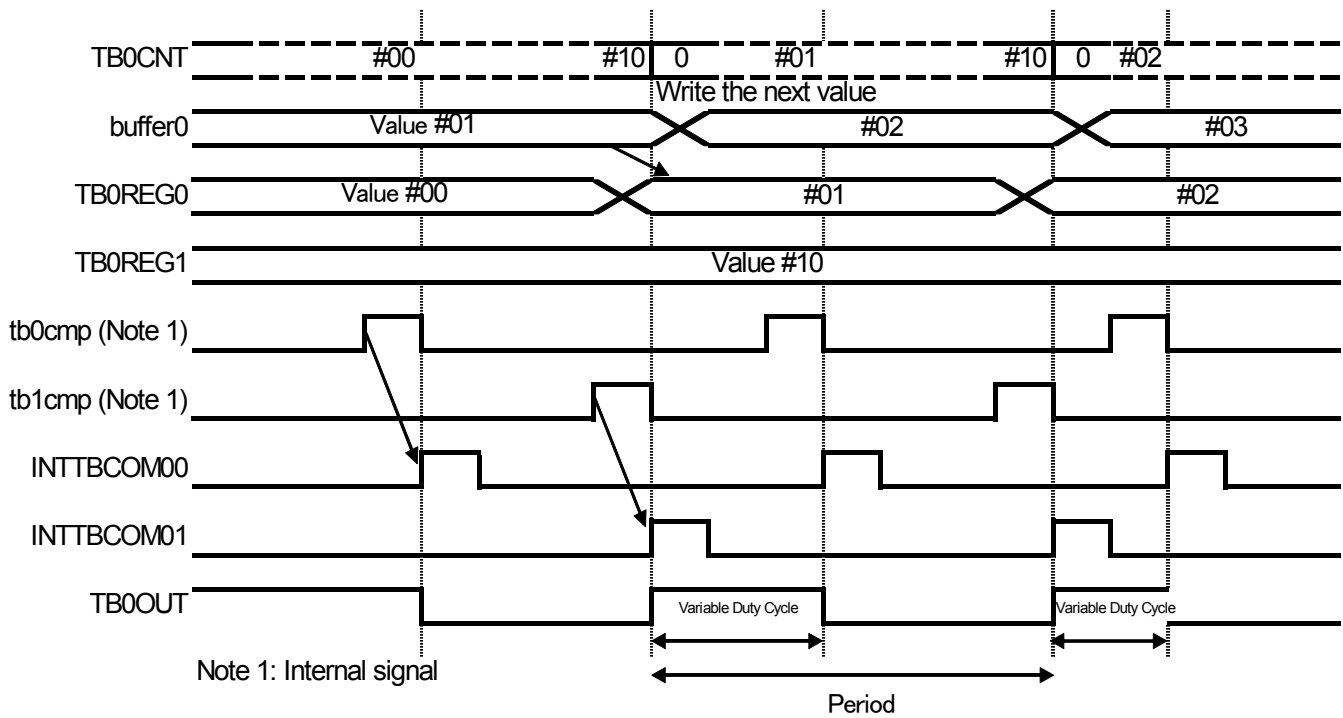 TB0CNT #00 #10 0 #01 #10 0 #02
Write the next value
buffer0 Value #01 #02 #03
TB0REG0 Value #00 #01 #02
TB0REG1 Value #10
tb0cmp (Note 1)
tb1cmp (Note 1)
INTTBCOM00
INTTBCOM01
TB0OUT Variable Duty Cycle Variable Duty Cycle
Note 1: Internal signal
Period